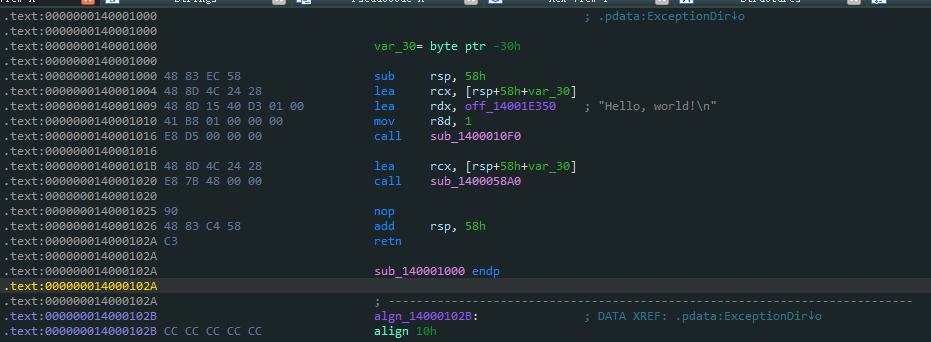 Strings
Structures
.text:0000000140001000 ; .pdata:ExceptionDir↓o
.text:0000000140001000
.text:0000000140001000 var_30= byte ptr -30h
.text:0000000140001000
.text:0000000140001000 48 83 EC 58 sub rsp, 58h
.text:0000000140001004 48 8D 4C 24 28 lea rcx, [rsp+58h+var_30]
.text:0000000140001009 48 8D 15 40 D3 01 00 lea rdx, off_14001E350 ; "Hello, world!\n"
.text:0000000140001010 41 B8 01 00 00 00 mov r8d, 1
.text:0000000140001016 E8 D5 00 00 00 call sub_1400010F0
.text:0000000140001016
.text:000000014000101B 48 8D 4C 24 28 lea rcx, [rsp+58h+var_30]
.text:0000000140001020 E8 7B 48 00 00 call sub_1400058A0
.text:0000000140001020
.text:0000000140001025 90 nop
.text:0000000140001026 48 83 C4 58 add rsp, 58h
.text:000000014000102A C3 retn
.text:000000014000102A
.text:000000014000102A sub_140001000 endp
.text:000000014000102A
.text:000000014000102A ; ---------------------------------------------------------------------------
.text:000000014000102B algn_14000102B: ; DATA XREF: .pdata:ExceptionDir↓o
.text:000000014000102B CC CC CC CC CC align 10h